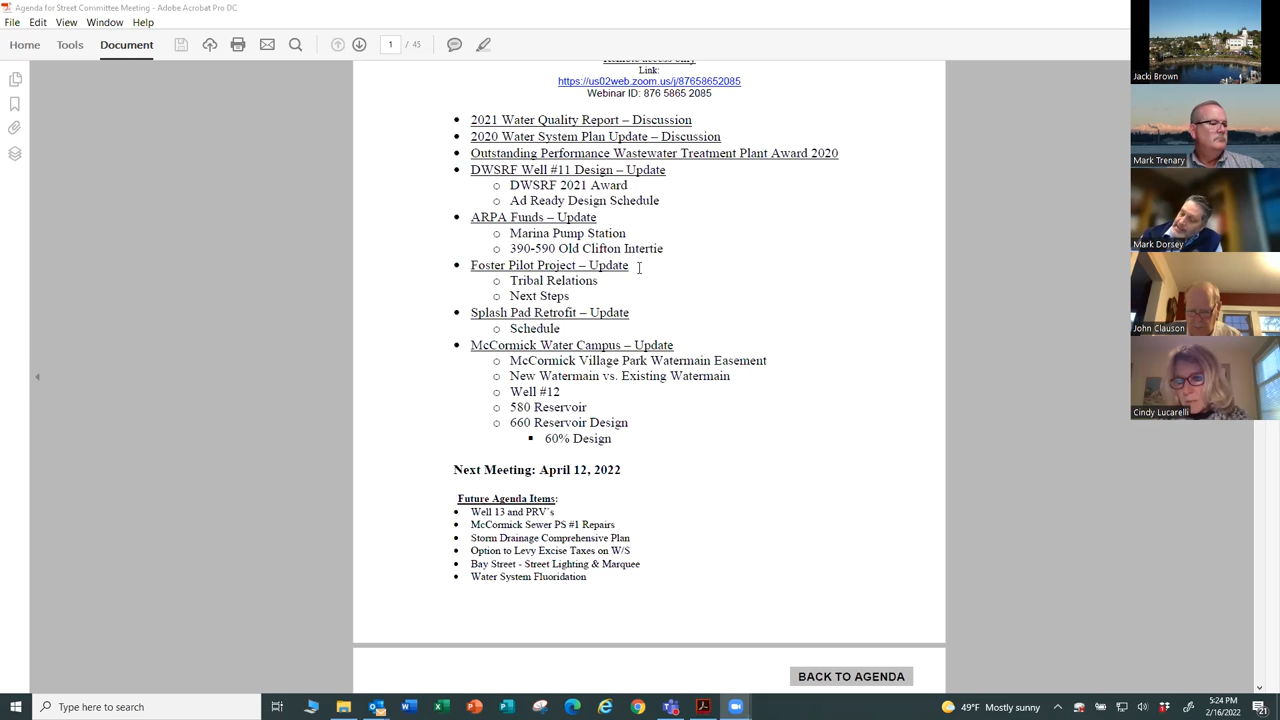 Agenda for Street Committee Meeting - Adobe Acrobat Pro DC
File Edit View Window Help
Home Tools Document
1 / 45
Link:
https://us02web.zoom.us/j/87658652085
Webinar ID: 876 5865 2085
• 2021 Water Quality Report – Discussion
• 2020 Water System Plan Update – Discussion
• Outstanding Performance Wastewater Treatment Plant Award 2020
• DWSRF Well #11 Design – Update
o DWSRF 2021 Award
o Ad Ready Design Schedule
• ARPA Funds – Update
o Marina Pump Station
o 390-590 Old Clifton Intertie
• Foster Pilot Project – Update
o Tribal Relations
o Next Steps
• Splash Pad Retrofit – Update
o Schedule
• McCormick Water Campus – Update
o McCormick Village Park Watermain Easement
o New Watermain vs. Existing Watermain
o Well #12
o 580 Reservoir
o 660 Reservoir Design
▪ 60% Design
Next Meeting: April 12, 2022
Future Agenda Items:
• Well 13 and PRV's
• McCormick Sewer PS #1 Repairs
• Storm Drainage Comprehensive Plan
• Option to Levy Excise Taxes on W/S
• Bay Street - Street Lighting & Marquee
• Water System Fluoridation
BACK TO AGENDA
Jacki Brown
Mark Trenary
Mark Dorsey
John Clauson
Cindy Lucarelli
Type here to search
49°F Mostly sunny
5:24 PM
2/16/2022
21